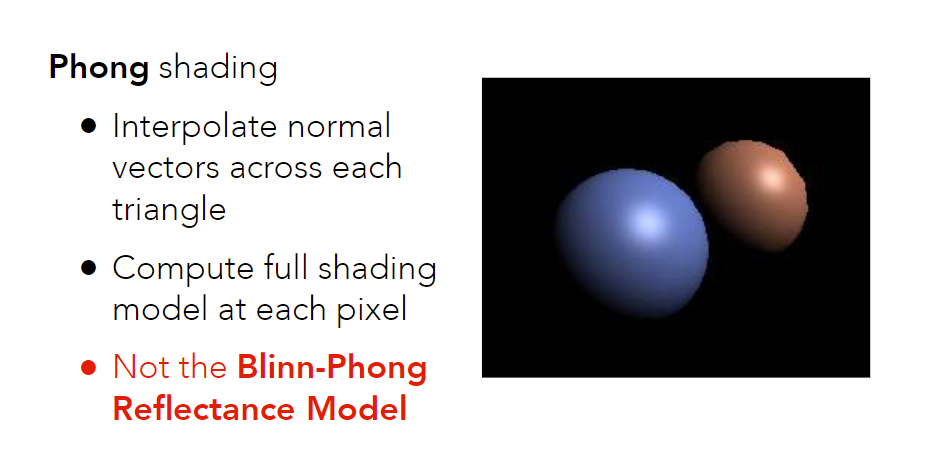 Phong shading
● Interpolate normal
vectors across each
triangle
● Compute full shading
model at each pixel
● Not the Blinn-Phong
Reflectance Model